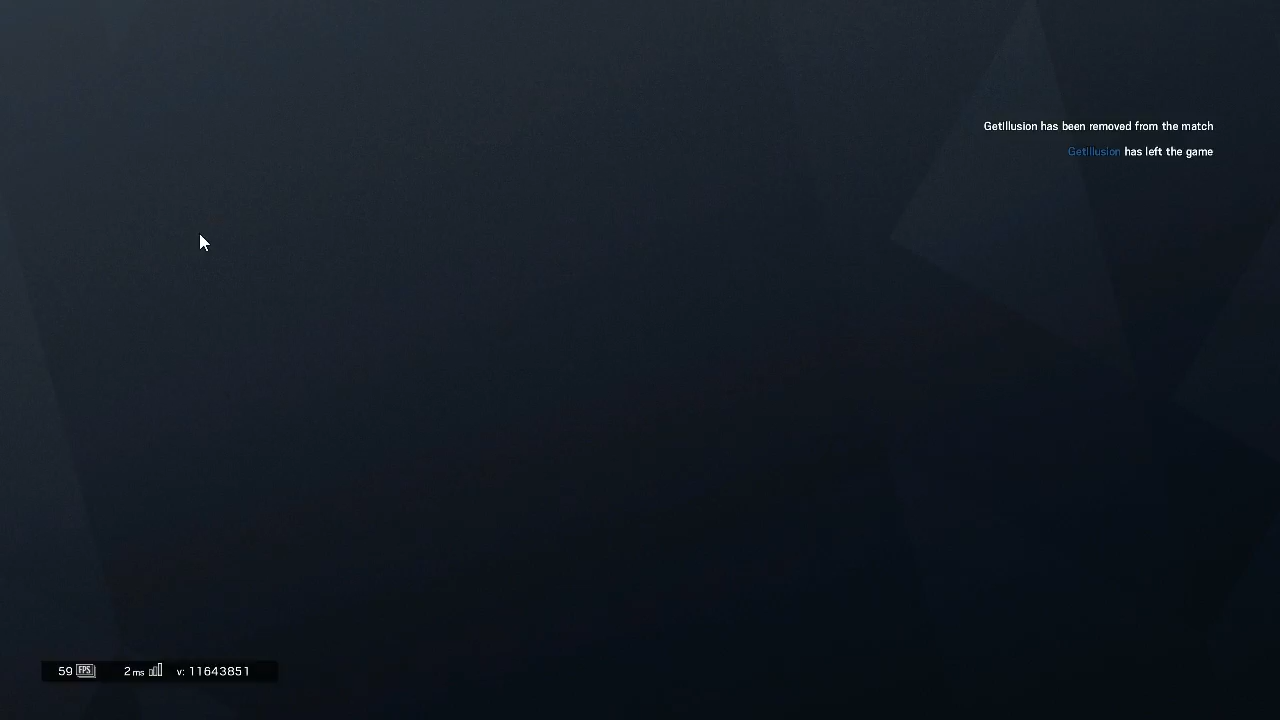 GetIllusion has been removed from the match
GetIllusion has left the game
59 FPS 2 ms v: 11643851